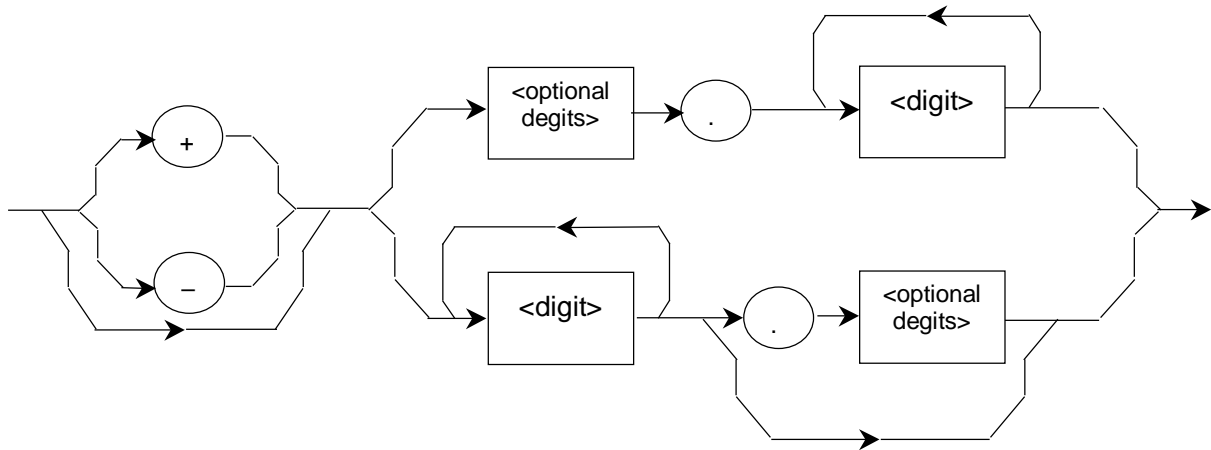 <optional
degits>
.
<digit>
+
−
<digit>
.
<optional
degits>